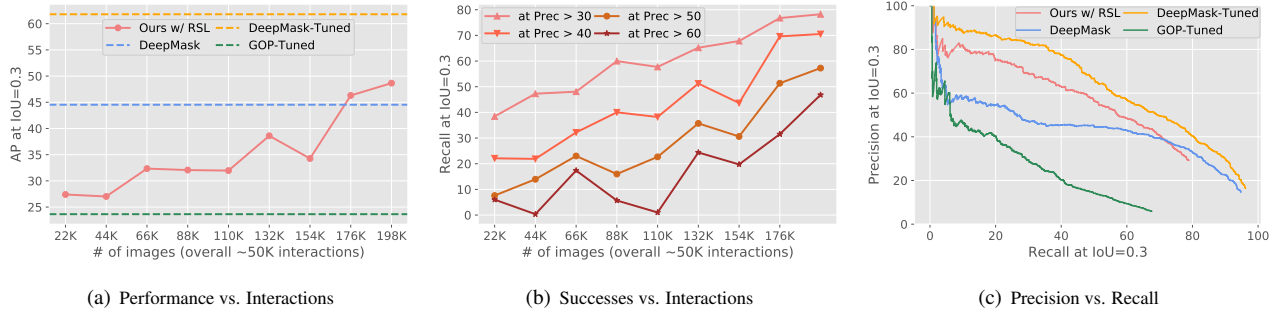 Ours w/ RSL
DeepMask
DeepMask-Tuned
GOP-Tuned
60
55
50
45
40
35
30
25
AP at IoU=0.3
22K 44K 66K 88K 110K 132K 154K 176K 198K
# of images (overall ~50K interactions)
(a) Performance vs. Interactions
at Prec > 30
at Prec > 40
at Prec > 50
at Prec > 60
80
70
60
50
40
30
20
10
0
Recall at IoU=0.3
22K 44K 66K 88K 110K 132K 154K 176K
# of images (overall ~50K interactions)
(b) Successes vs. Interactions
Ours w/ RSL
DeepMask
DeepMask-Tuned
GOP-Tuned
100
80
60
40
20
0
Precision at IoU=0.3
0 20 40 60 80 100
Recall at IoU=0.3
(c) Precision vs. Recall